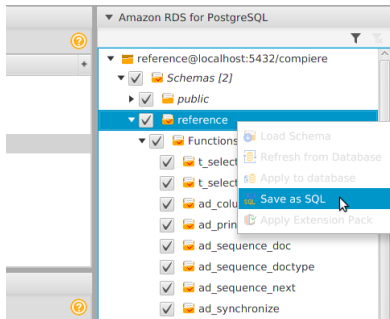 Amazon RDS for PostgreSQL
reference@localhost:5432/compiere
Schemas [2]
public
reference
Functions
t_select
t_select
ad_colu
ad_prin
ad_sequence_doc
ad_sequence_doctype
ad_sequence_next
ad_synchronize
Load Schema
Refresh from Database
Apply to database
Save as SQL
Apply Extension Pack